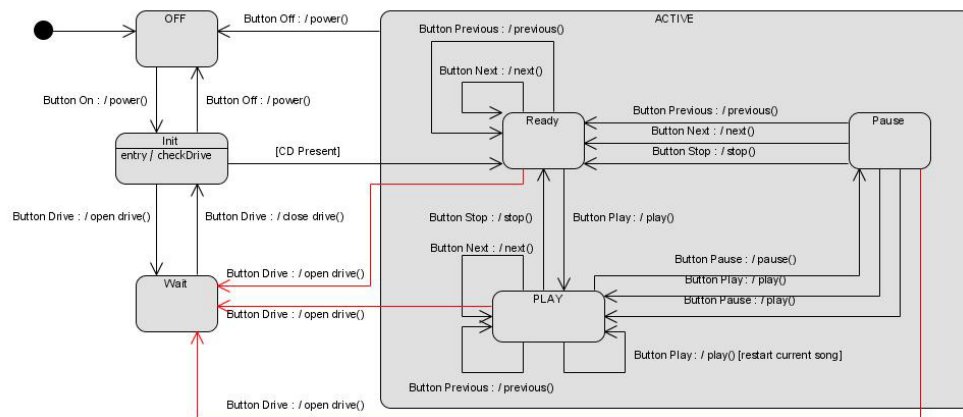 OFF
Button Off : / power()
ACTIVE
Button Previous : / previous()
Button Next : / next()
Button On : / power()
Button Off : / power()
Ready
Button Previous : / previous()
Pause
Button Next : / next()
Init
entry / checkDrive
[CD Present]
Button Stop : / stop()
Button Drive : / open drive()
Button Drive : / close drive()
Button Stop : / stop()
Button Play : / play()
Button Next : / next()
Button Pause : / pause()
Wait
Button Drive : / open drive()
Button Play : / play()
PLAY
Button Pause : / play()
Button Drive : / open drive()
Button Play : / play() [restart current song]
Button Previous : / previous()
Button Drive : / open drive()